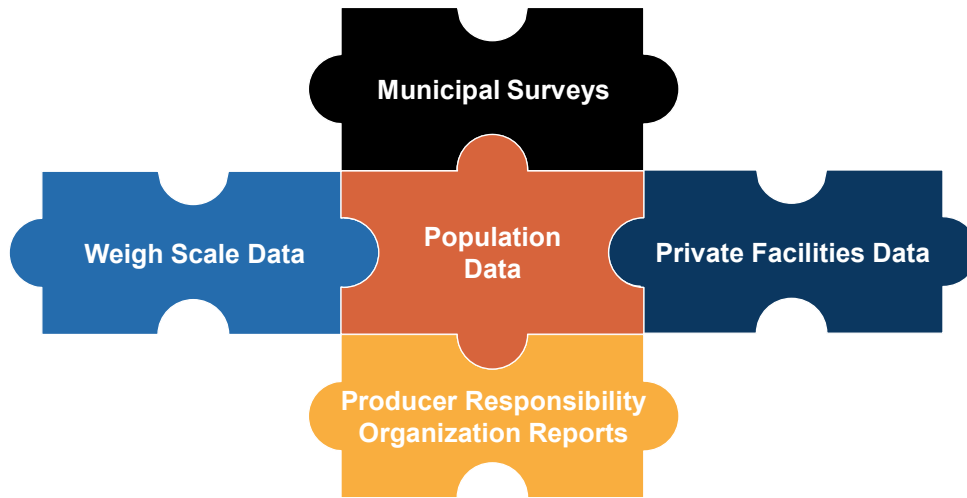 Municipal Surveys
Weigh Scale Data
Population
Data
Private Facilities Data
Producer Responsibility
Organization Reports